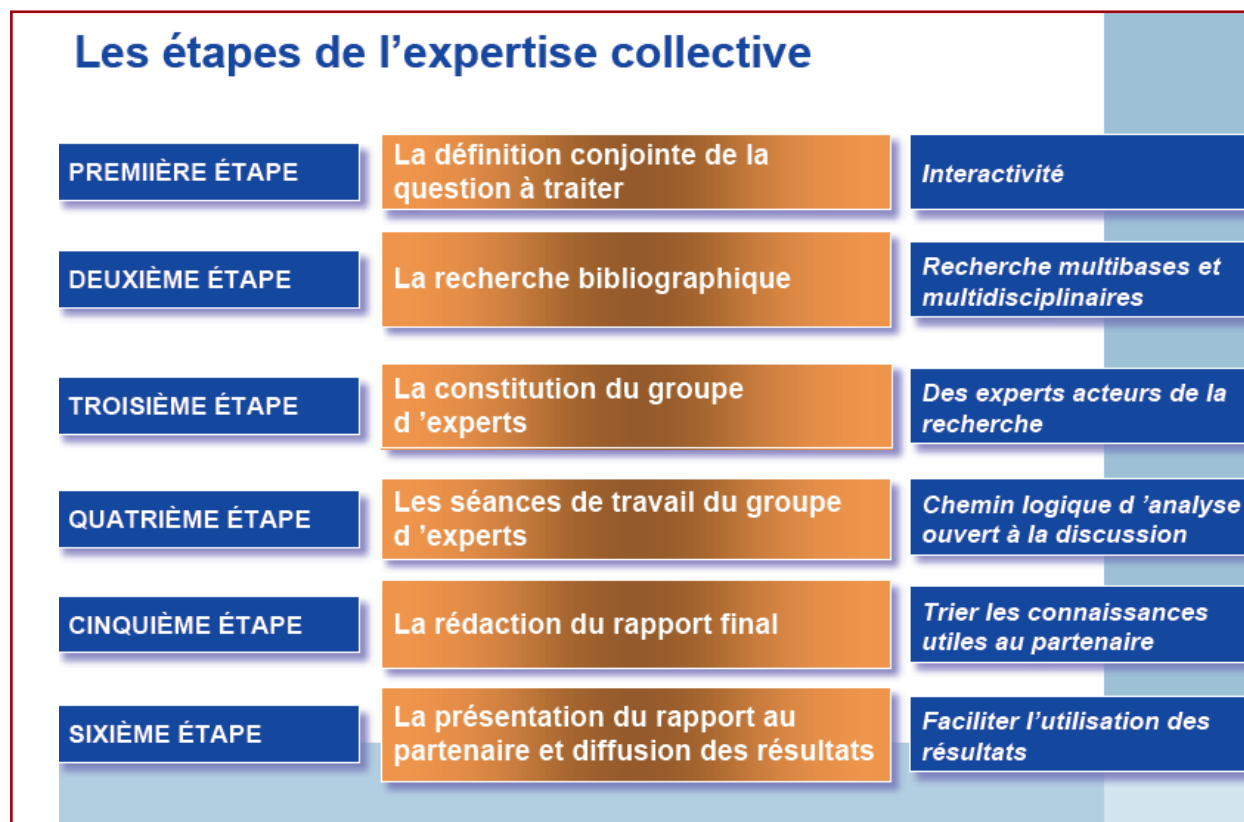 Les étapes de l’expertise collective
PREMIIÈRE ÉTAPE
La définition conjointe de la
question à traiter
Interactivité
DEUXIÈME ÉTAPE
La recherche bibliographique
Recherche multibases et
multidisciplinaires
TROISIÈME ÉTAPE
La constitution du groupe
d ’experts
Des experts acteurs de la
recherche
QUATRIÈME ÉTAPE
Les séances de travail du groupe
d ’experts
Chemin logique d ’analyse
ouvert à la discussion
CINQUIÈME ÉTAPE
La rédaction du rapport final
Trier les connaissances
utiles au partenaire
SIXIÈME ÉTAPE
La présentation du rapport au
partenaire et diffusion des résultats
Faciliter l’utilisation des
résultats